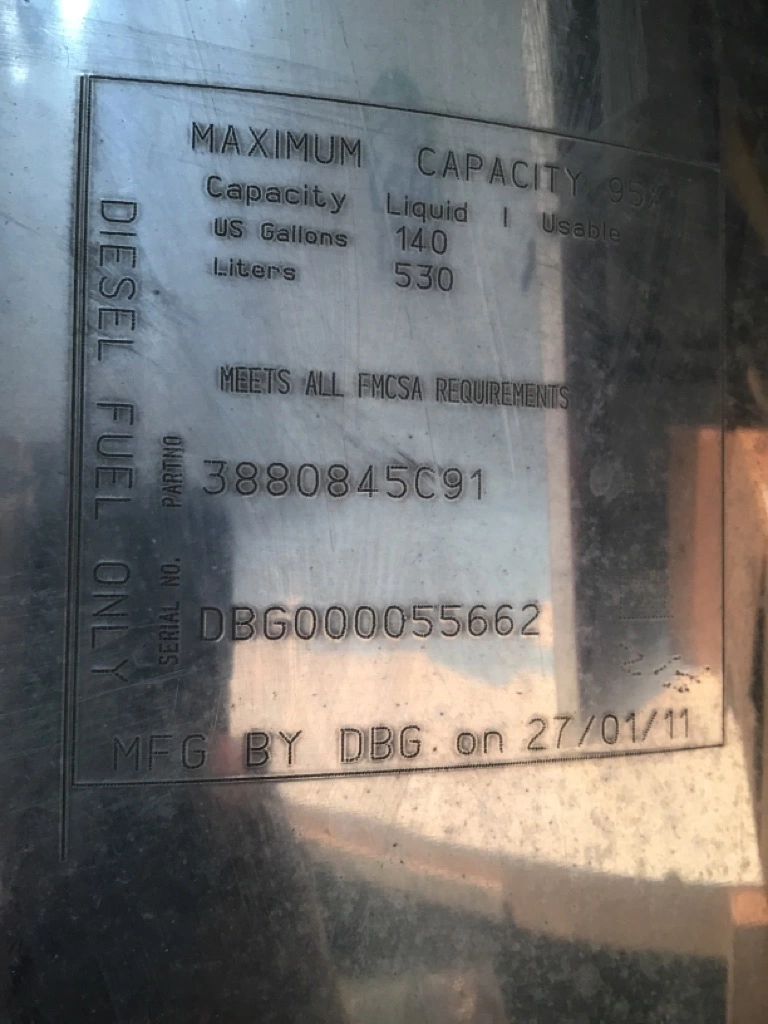 MAXIMUM CAPACITY 95%
Capacity Liquid | Usable
US Gallons 140
Liters 530
MEETS ALL FMCSA REQUIREMENTS
PARTNO 3880845C91
SERIAL NO. DBG000055662
MFG BY DBG. on 27/01/11
DIESEL FUEL ONLY